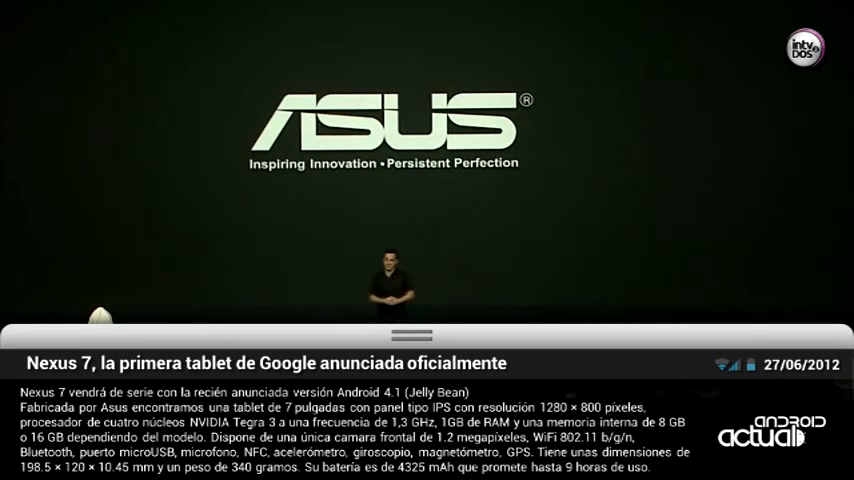 intv
DOS 2
ASUS®
Inspiring Innovation • Persistent Perfection
Nexus 7, la primera tablet de Google anunciada oficialmente
27/06/2012
Nexus 7 vendrá de serie con la recién anunciada versión Android 4.1 (Jelly Bean)
Fabricada por Asus encontramos una tablet de 7 pulgadas con panel tipo IPS con resolución 1280 × 800 píxeles,
procesador de cuatro núcleos NVIDIA Tegra 3 a una frecuencia de 1,3 GHz, 1GB de RAM y una memoria interna de 8 GB
o 16 GB dependiendo del modelo. Dispone de una única camara frontal de 1.2 megapíxeles, WiFi 802.11 b/g/n,
Bluetooth, puerto microUSB, microfono, NFC, acelerómetro, giroscopio, magnetómetro, GPS. Tiene unas dimensiones de
198.5 × 120 × 10.45 mm y un peso de 340 gramos. Su batería es de 4325 mAh que promete hasta 9 horas de uso.
ANDROID
actual